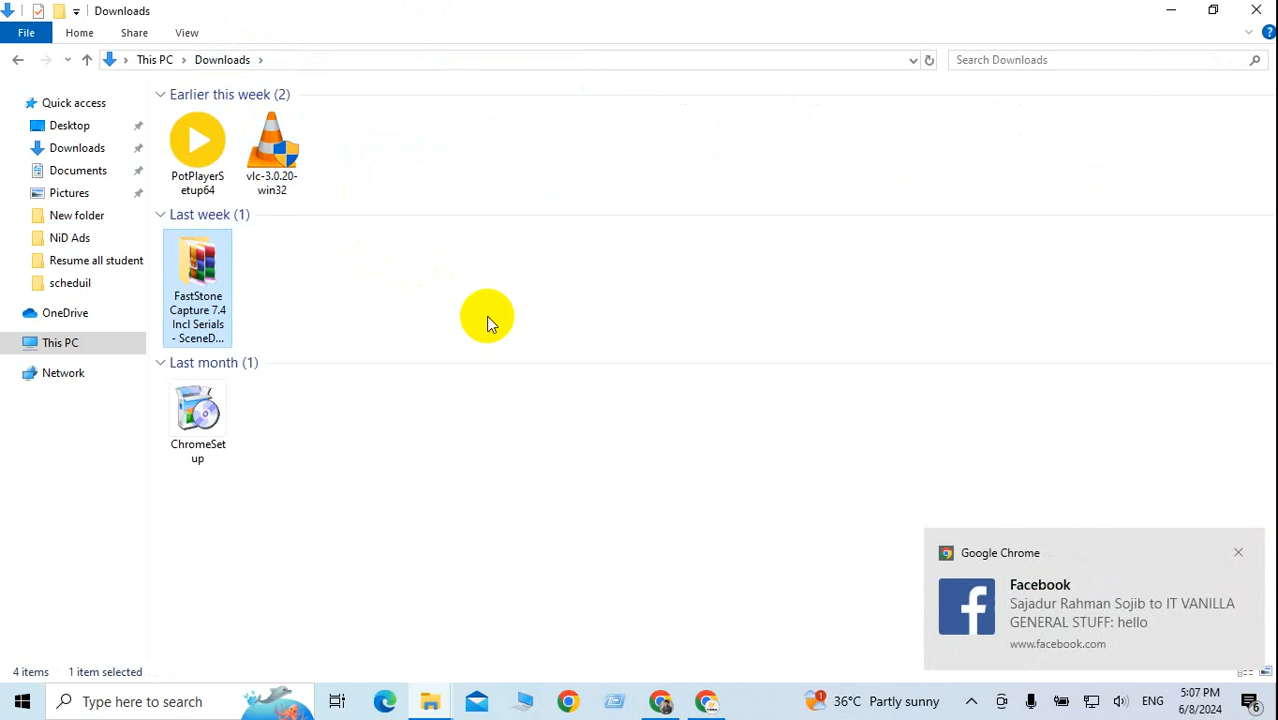 Downloads
File Home Share View
This PC Downloads
Search Downloads
Quick access
Desktop
Downloads
Documents
Pictures
New folder
NiD Ads
Resume all student
scheduil
OneDrive
This PC
Network
Earlier this week (2)
PotPlayerS
etup64
vlc-3.0.20-
win32
Last week (1)
FastStone
Capture 7.4
Incl Serials
- SceneD...
Last month (1)
ChromeSet
up
Google Chrome
Facebook
Sajadur Rahman Sojib to IT VANILLA
GENERAL STUFF: hello
www.facebook.com
4 items 1 item selected
Type here to search
1
36°C Partly sunny
ENG
5:07 PM
6/8/2024
6